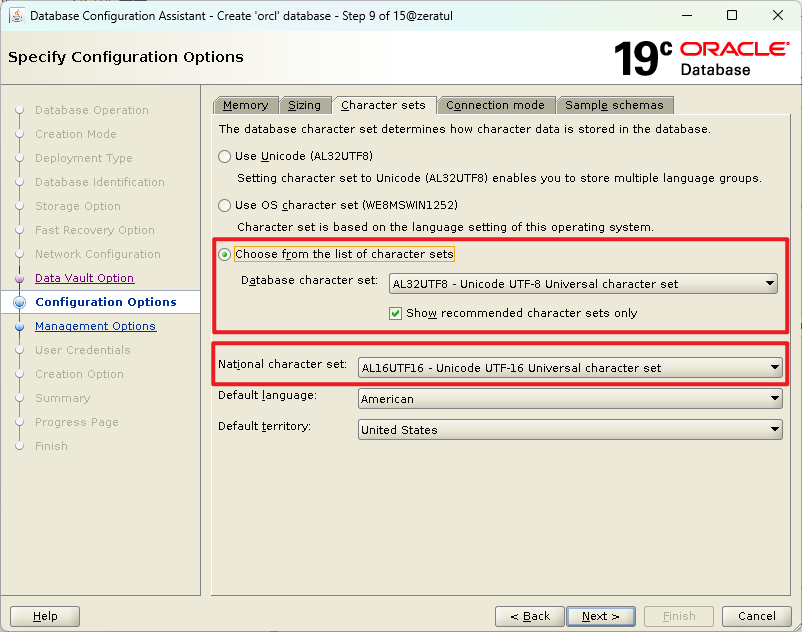 Database Configuration Assistant - Create 'orcl' database - Step 9 of 15@zeratul
Specify Configuration Options
19c ORACLE
Database
Database Operation
Creation Mode
Deployment Type
Database Identification
Storage Option
Fast Recovery Option
Network Configuration
Data Vault Option
Configuration Options
Management Options
User Credentials
Creation Option
Summary
Progress Page
Finish
Memory Sizing Character sets Connection mode Sample schemas
The database character set determines how character data is stored in the database.
Use Unicode (AL32UTF8)
Setting character set to Unicode (AL32UTF8) enables you to store multiple language groups.
Use OS character set (WE8MSWIN1252)
Character set is based on the language setting of this operating system.
Choose from the list of character sets
Database character set: AL32UTF8 - Unicode UTF-8 Universal character set
Show recommended character sets only
National character set: AL16UTF16 - Unicode UTF-16 Universal character set
Default language: American
Default territory: United States
Help < Back Next > Finish Cancel